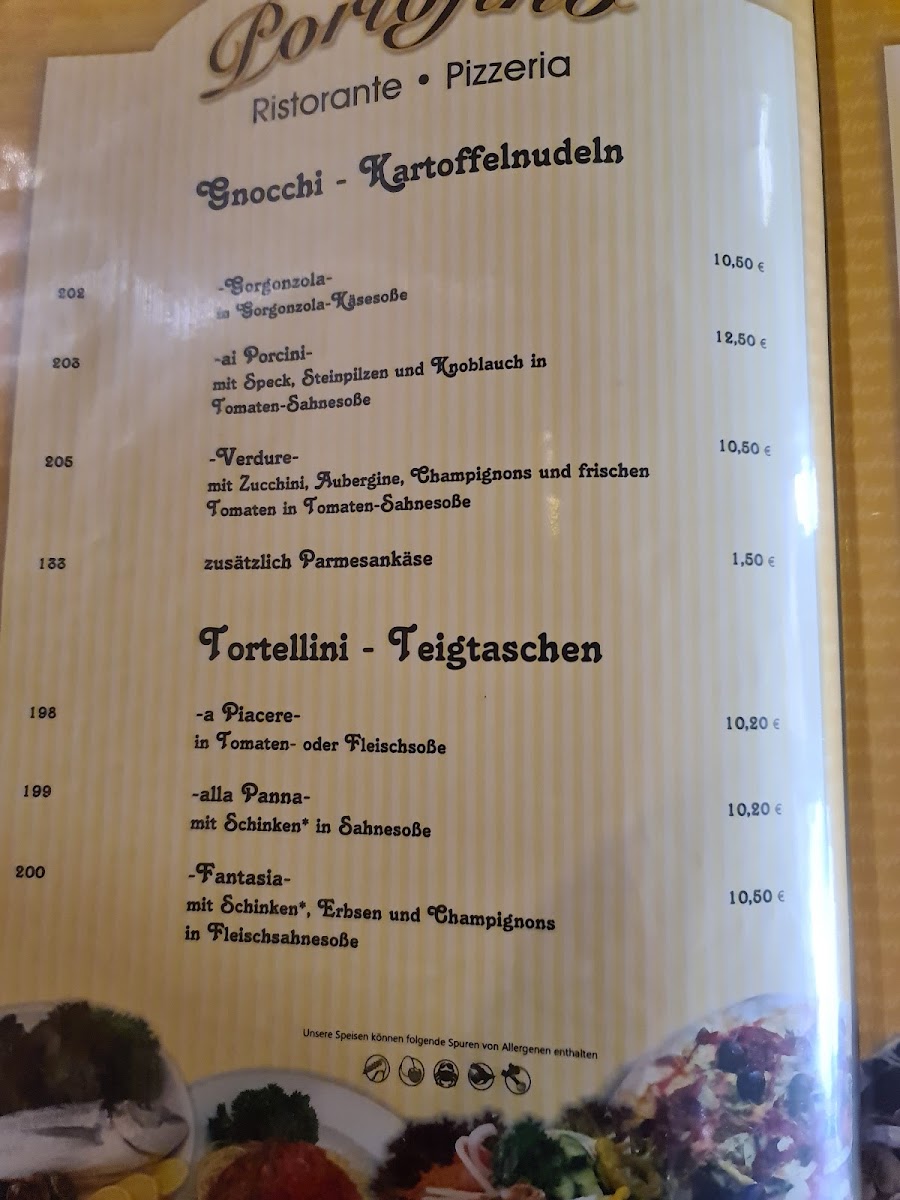 Portofino
Ristorante • Pizzeria
Gnocchi - Kartoffelnudeln
202 -Gorgonzola- 10,50 €
in Gorgonzola-Käsesoße
203 -ai Porcini- 12,50 €
mit Speck, Steinpilzen und Knoblauch in
Tomaten-Sahnesoße
205 -Verdure- 10,50 €
mit Zucchini, Aubergine, Champignons und frischen
Tomaten in Tomaten-Sahnesoße
133 zusätzlich Parmesankäse 1,50 €
Tortellini - Teigtaschen
198 -a Piacere- 10,20 €
in Tomaten- oder Fleischsoße
199 -alla Panna- 10,20 €
mit Schinken* in Sahnesoße
200 -Fantasia- 10,50 €
mit Schinken*, Erbsen und Champignons
in Fleischsahnesoße
Unsere Speisen können folgende Spuren von Allergenen enthalten